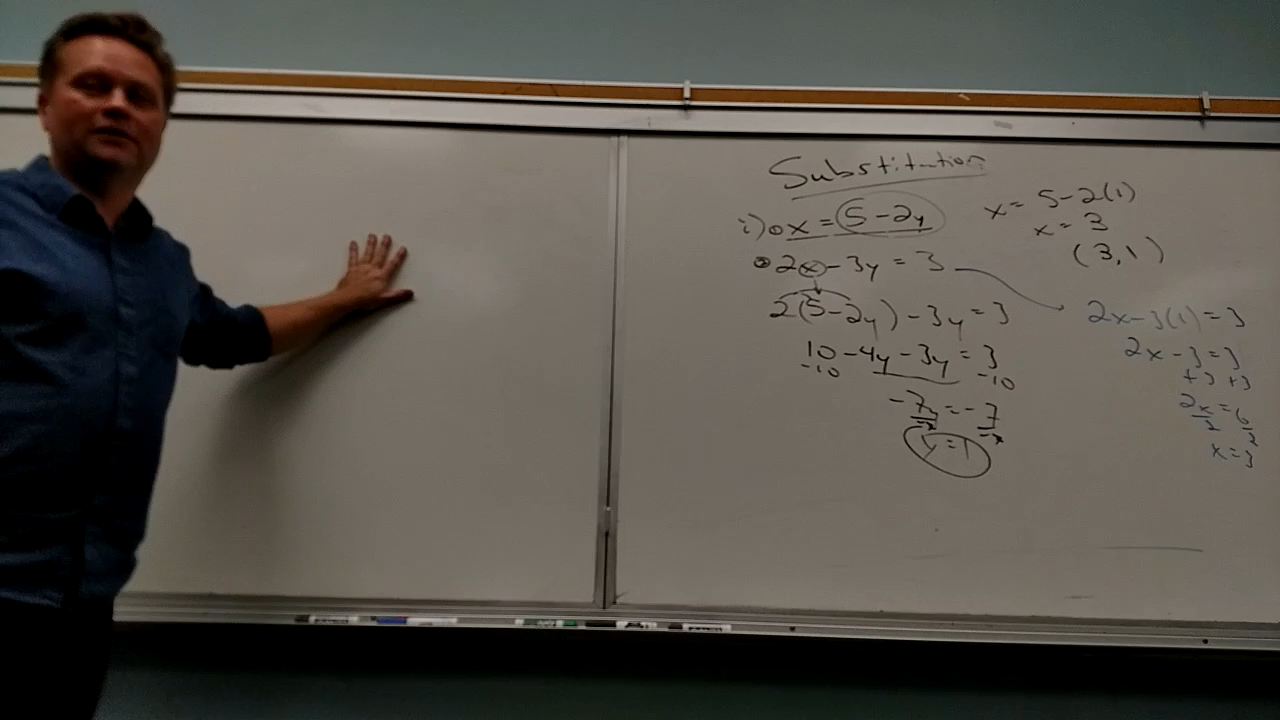 Substitution
i) ① x = 5 - 2y
② 2x - 3y = 3
2(5 - 2y) - 3y = 3
10 - 4y - 3y = 3
-10 -10
-7y = -7
-7 -7
y = 1
x = 5 - 2(1)
x = 3
(3, 1)
2x - 3(1) = 3
2x - 3 = 3
+3 +3
2x = 6
2 2
x = 3